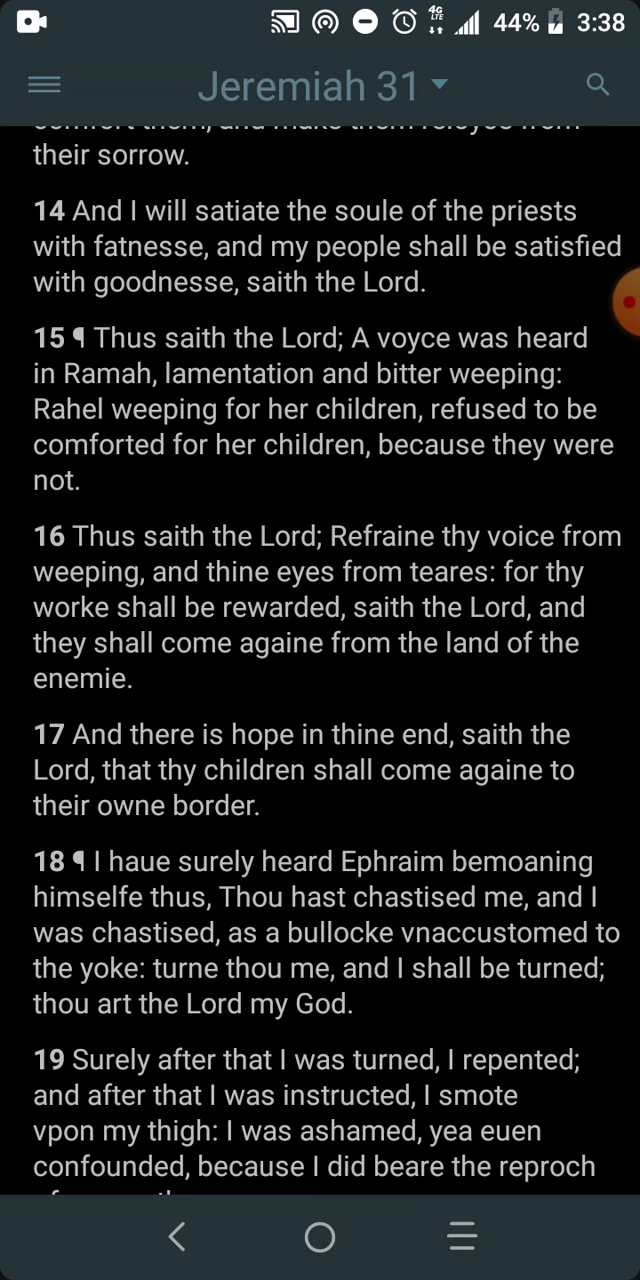 4G
LTE
44%
3:38
Jeremiah 31
their sorrow.
14 And I will satiate the soule of the priests
with fatnesse, and my people shall be satisfied
with goodnesse, saith the Lord.
15 ¶ Thus saith the Lord; A voyce was heard
in Ramah, lamentation and bitter weeping:
Rahel weeping for her children, refused to be
comforted for her children, because they were
not.
16 Thus saith the Lord; Refraine thy voice from
weeping, and thine eyes from teares: for thy
worke shall be rewarded, saith the Lord, and
they shall come againe from the land of the
enemie.
17 And there is hope in thine end, saith the
Lord, that thy children shall come againe to
their owne border.
18 ¶ I haue surely heard Ephraim bemoaning
himselfe thus, Thou hast chastised me, and I
was chastised, as a bullocke vnaccustomed to
the yoke: turne thou me, and I shall be turned;
thou art the Lord my God.
19 Surely after that I was turned, I repented;
and after that I was instructed, I smote
vpon my thigh: I was ashamed, yea euen
confounded, because I did beare the reproch